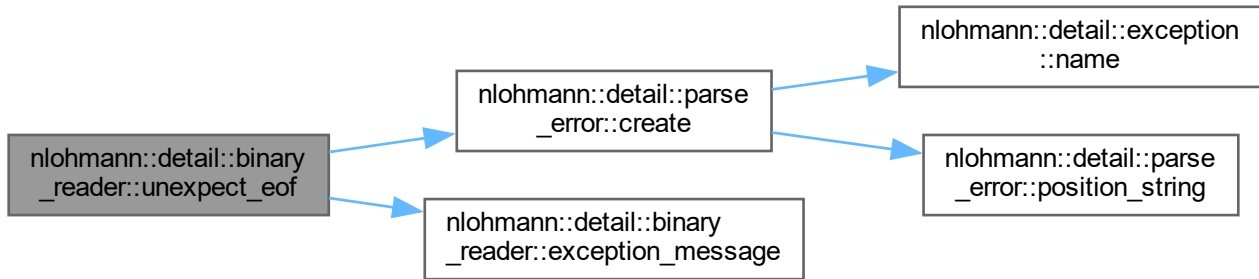 nlohmann::detail::binary
_reader::unexpect_eof
nlohmann::detail::parse
_error::create
nlohmann::detail::binary
_reader::exception_message
nlohmann::detail::exception
::name
nlohmann::detail::parse
_error::position_string